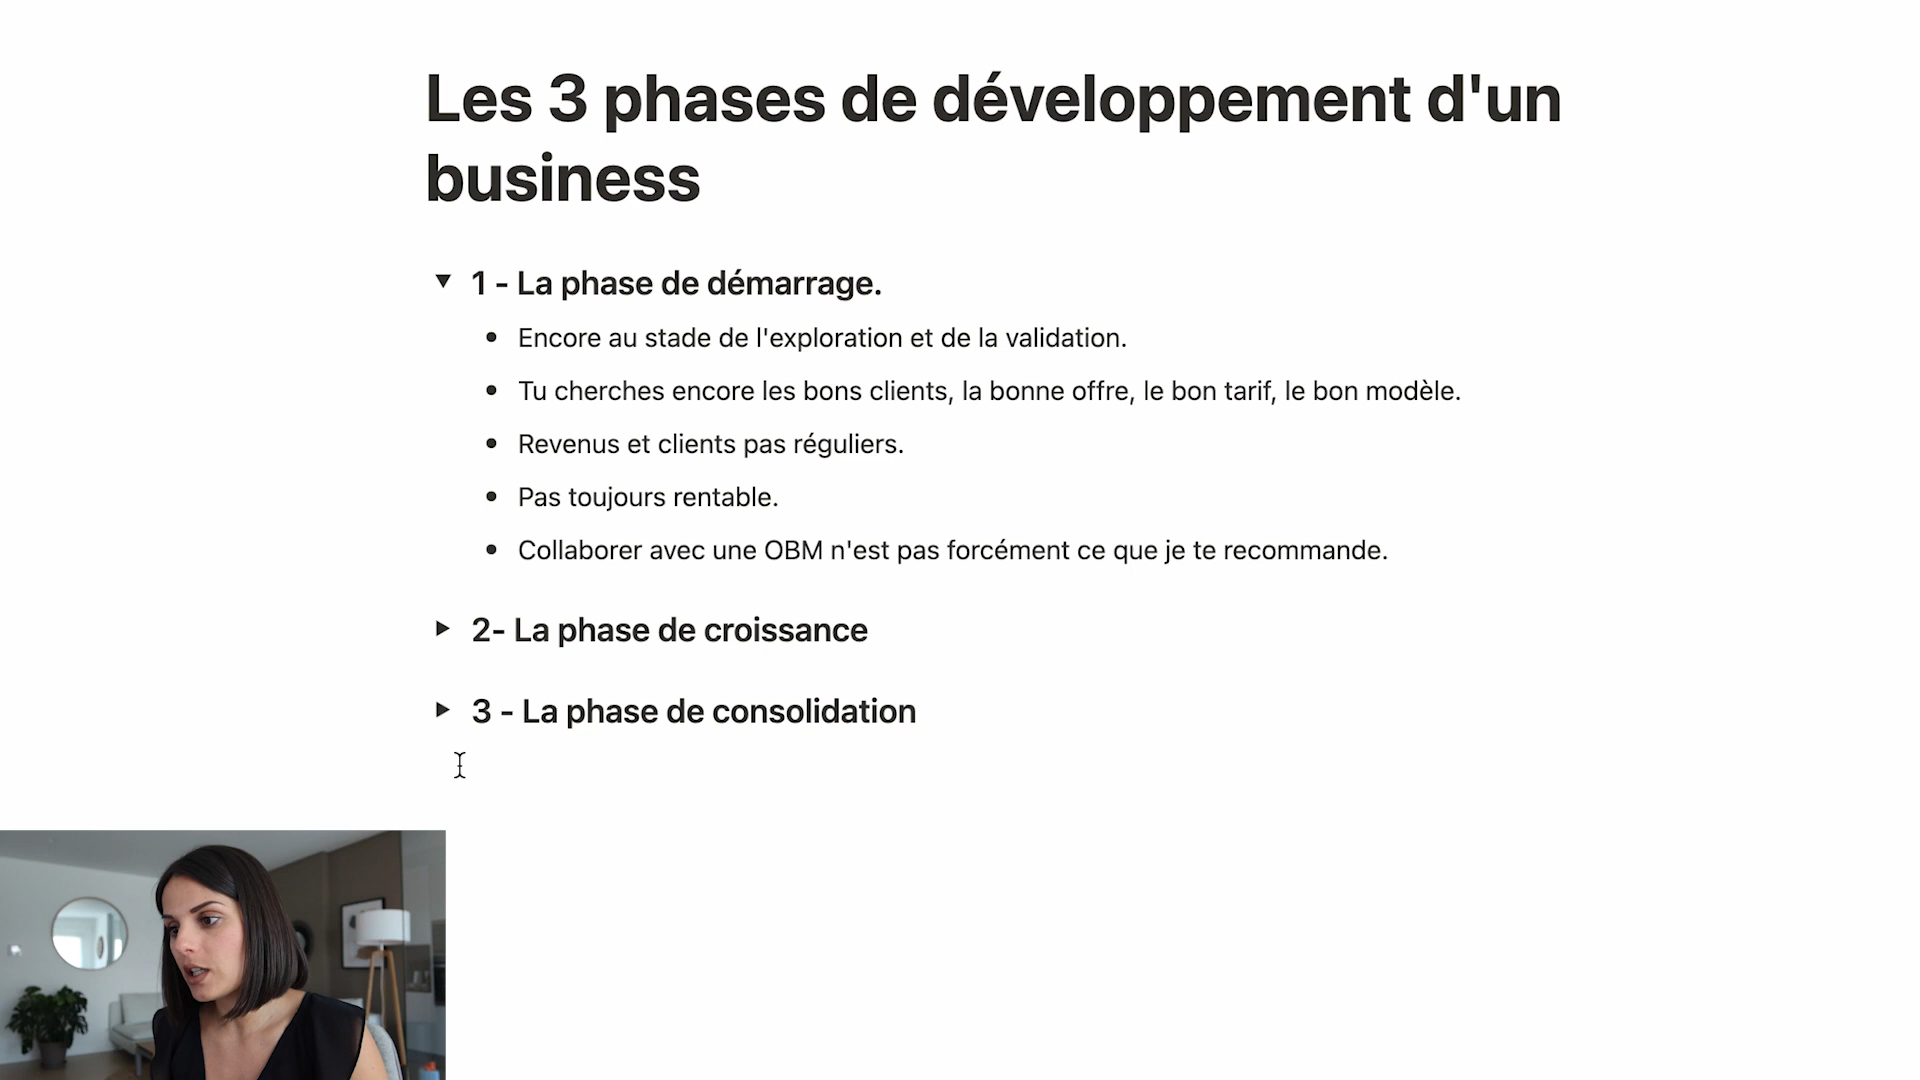 Les 3 phases de développement d'un
business
1 - La phase de démarrage.
Encore au stade de l'exploration et de la validation.
Tu cherches encore les bons clients, la bonne offre, le bon tarif, le bon modèle.
Revenus et clients pas réguliers.
Pas toujours rentable.
Collaborer avec une OBM n'est pas forcément ce que je te recommande.
2- La phase de croissance
3 - La phase de consolidation